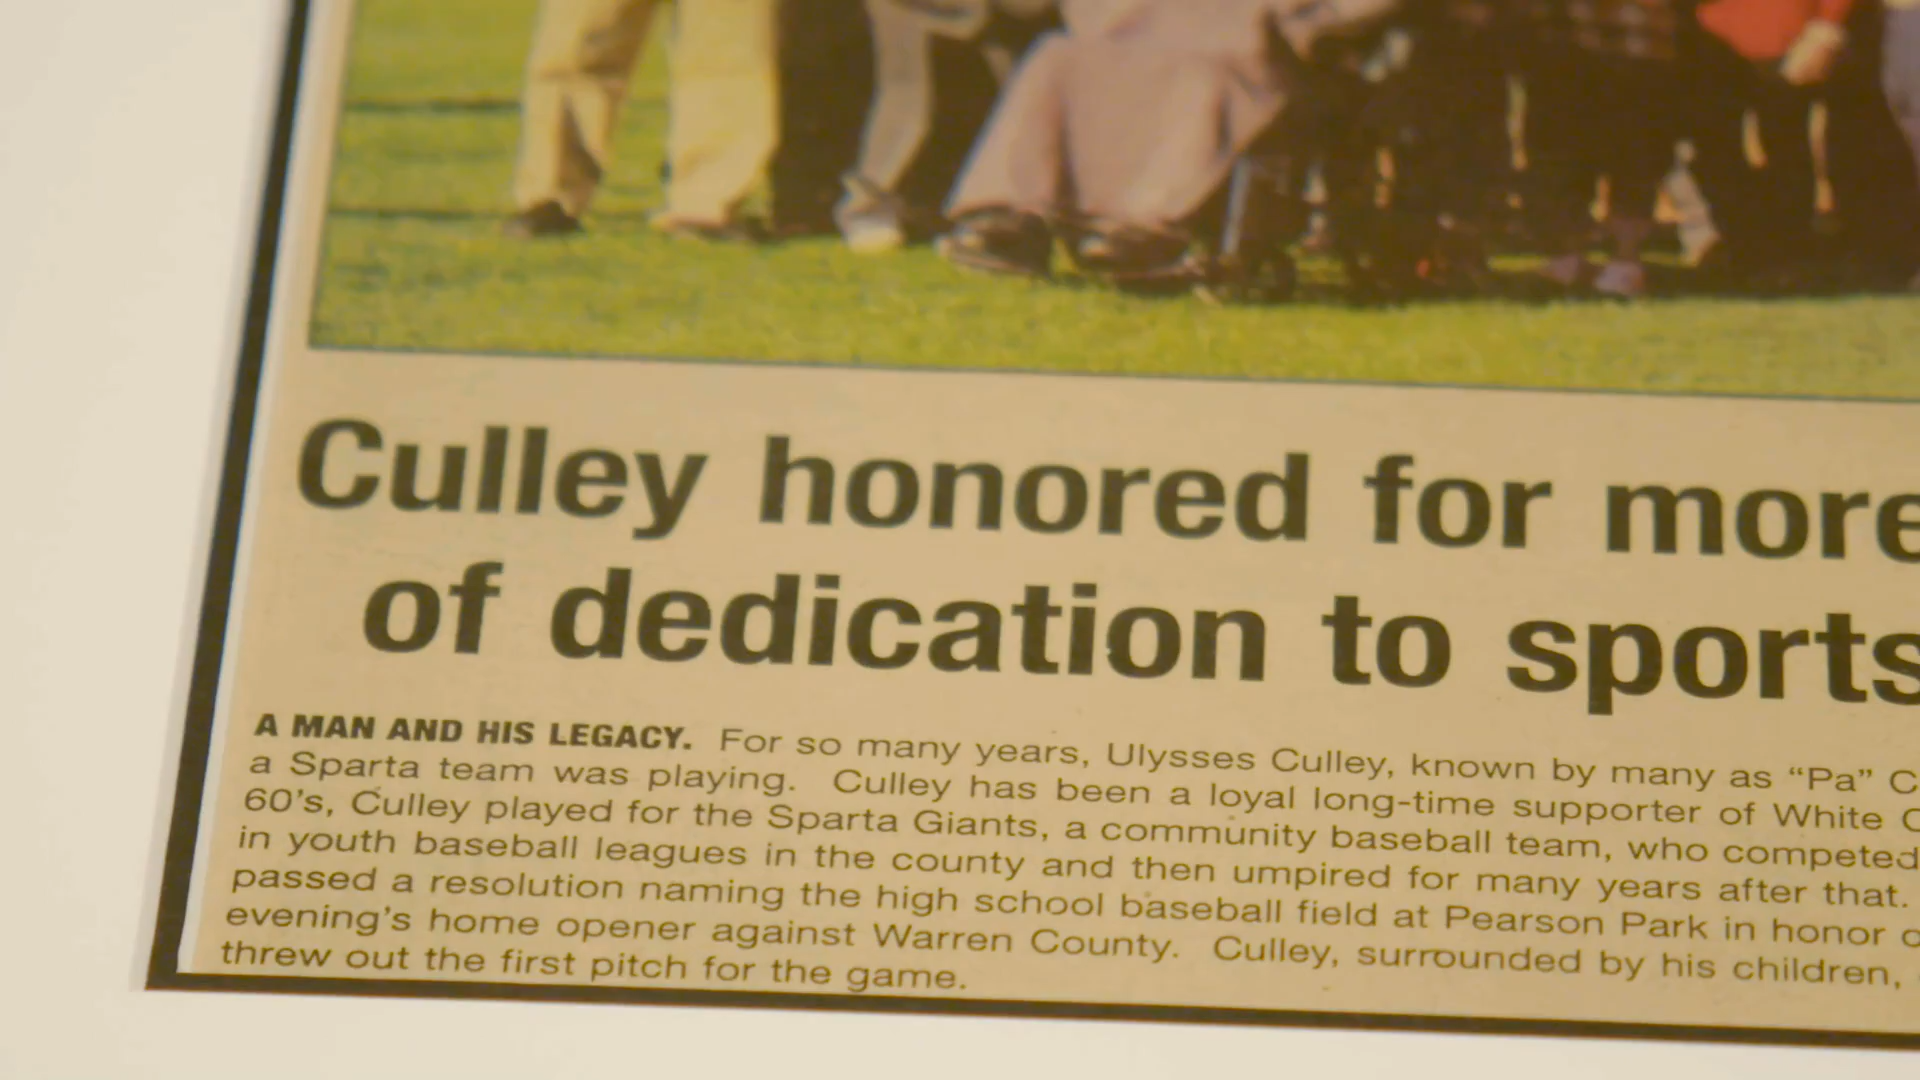 Culley honored for more
of dedication to sports
A MAN AND HIS LEGACY. For so many years, Ulysses Culley, known by many as “Pa” C
a Sparta team was playing. Culley has been a loyal long-time supporter of White C
60’s, Culley played for the Sparta Giants, a community baseball team, who competed
in youth baseball leagues in the county and then umpired for many years after that.
passed a resolution naming the high school baseball field at Pearson Park in honor o
evening’s home opener against Warren County. Culley, surrounded by his children,
threw out the first pitch for the game.